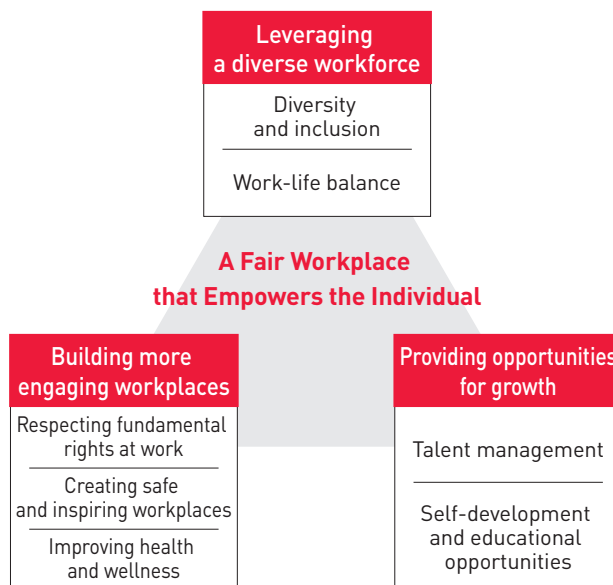 Leveraging
a diverse workforce
Diversity
and inclusion
Work-life balance
A Fair Workplace
that Empowers the Individual
Building more
engaging workplaces
Respecting fundamental
rights at work
Creating safe
and inspiring workplaces
Improving health
and wellness
Providing opportunities
for growth
Talent management
Self-development
and educational
opportunities